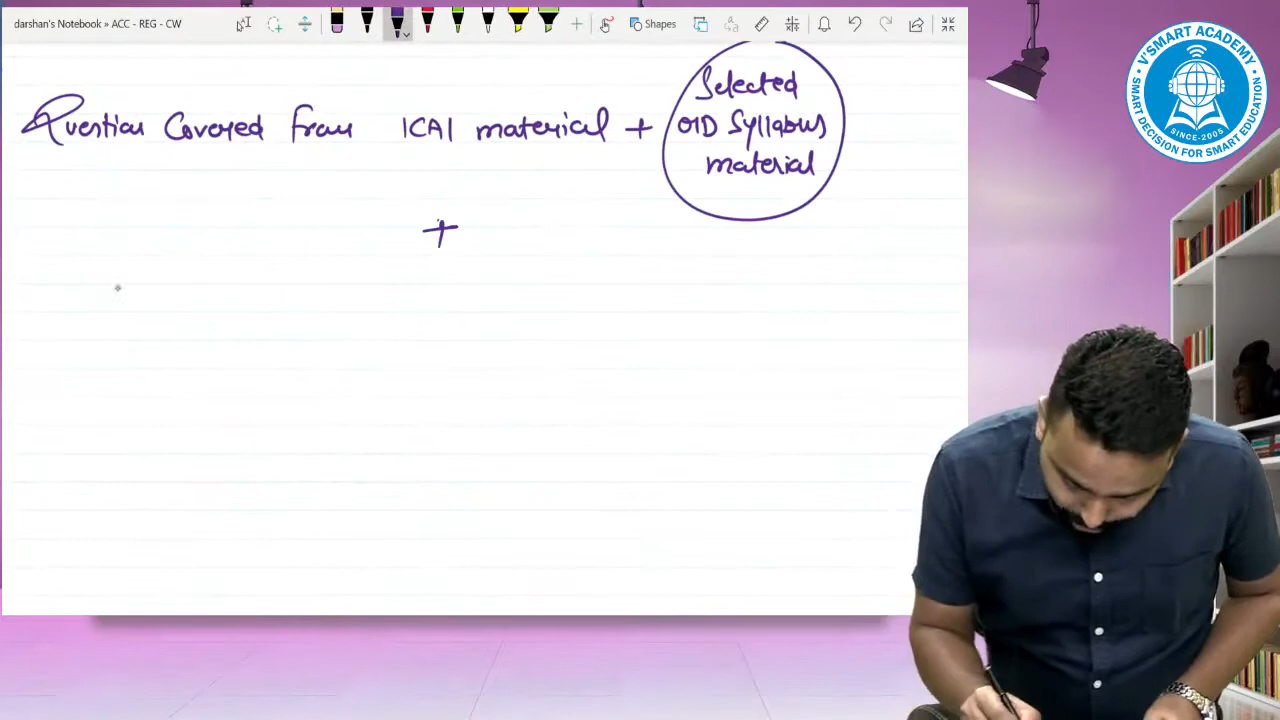 darshan's Notebook » ACC - REG - CW
Shapes
Selected
Question Covered from ICAI material + Old Syllabus
material
+
V'SMART ACADEMY
SINCE-2005
SMART DECISION FOR SMART EDUCATION